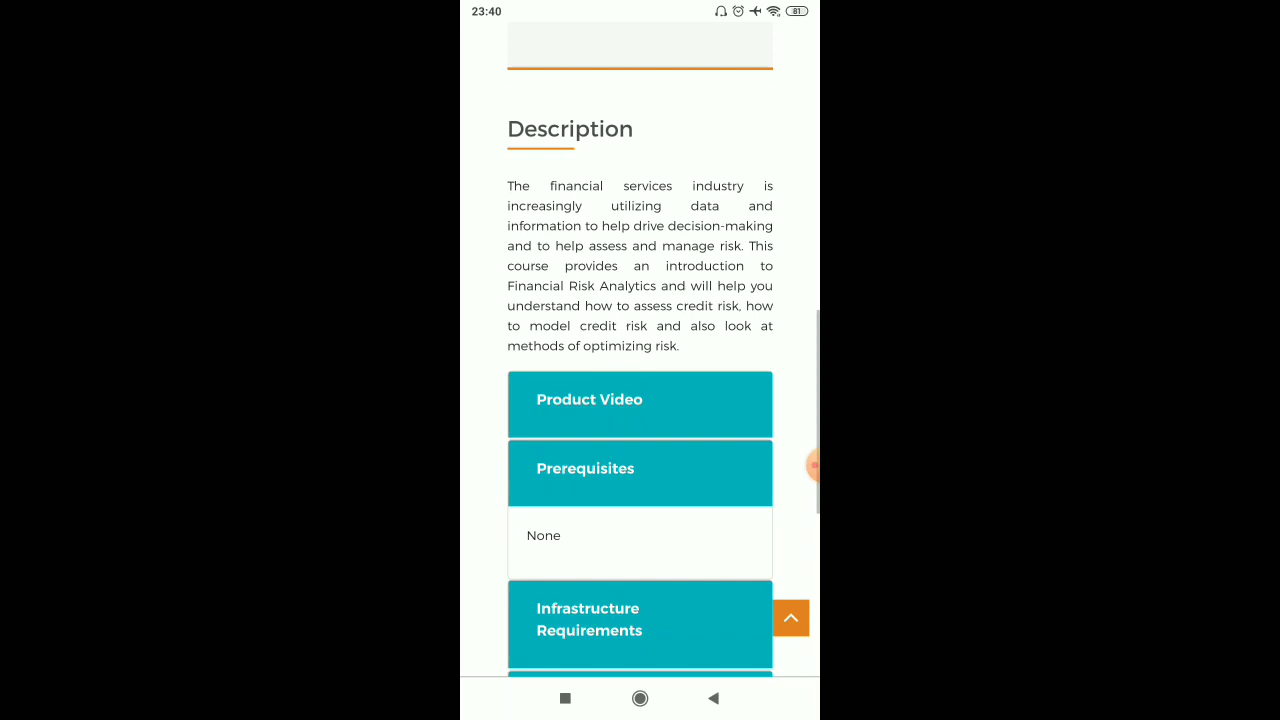 23:40
81
Description
The financial services industry is
increasingly utilizing data and
information to help drive decision-making
and to help assess and manage risk. This
course provides an introduction to
Financial Risk Analytics and will help you
understand how to assess credit risk, how
to model credit risk and also look at
methods of optimizing risk.
Product Video
Prerequisites
None
Infrastructure
Requirements